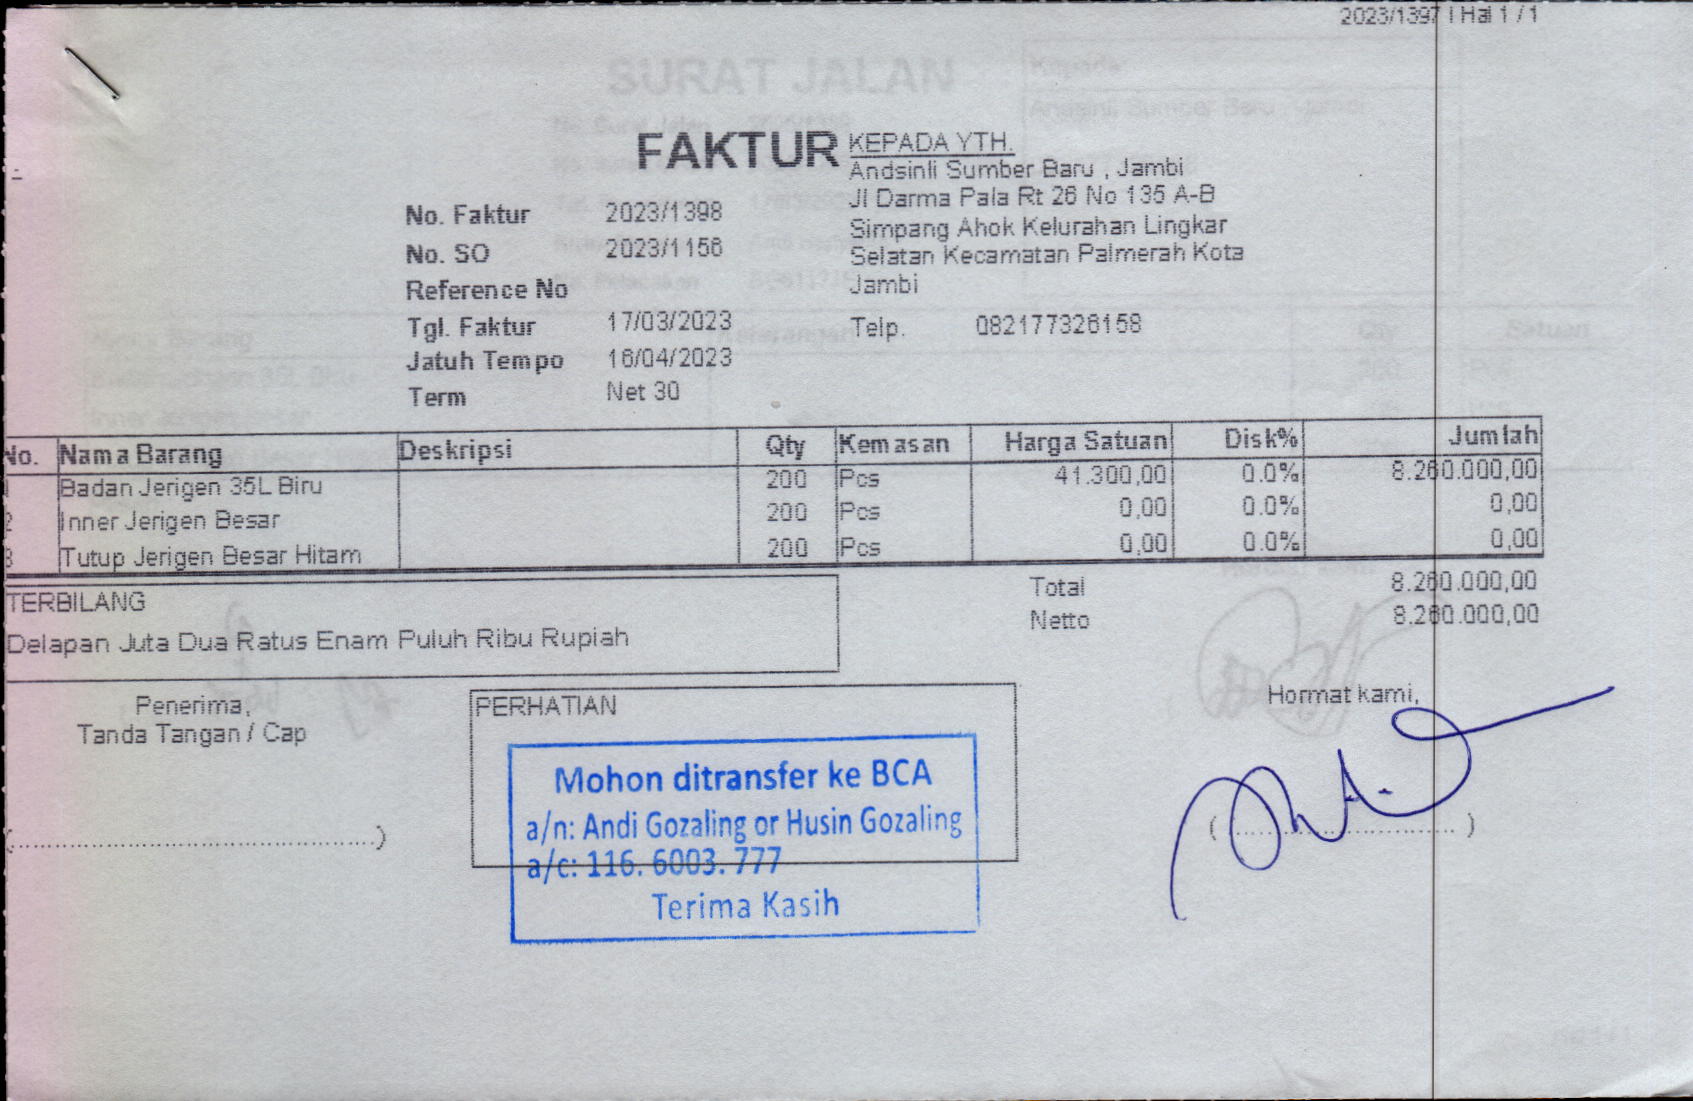 2023/1397 | Hal 1 / 1
FAKTUR
KEPADA YTH.
Andsinli Sumber Baru , Jambi
Jl Darma Pala Rt 26 No 135 A-B
Simpang Ahok Kelurahan Lingkar
Selatan Kecamatan Palmerah Kota
Jambi
Telp. 082177326158
No. Faktur 2023/1398
No. SO 2023/1156
Reference No
Tgl. Faktur 17/03/2023
Jatuh Tempo 16/04/2023
Term Net 30
No. Nama Barang Deskripsi Qty Kemasan Harga Satuan Disk% Jumlah
1 Badan Jerigen 35L Biru 200 Pcs 41.300,00 0.0% 8.260.000,00
2 Inner Jerigen Besar 200 Pcs 0,00 0.0% 0,00
3 Tutup Jerigen Besar Hitam 200 Pcs 0,00 0.0% 0,00
Total 8.260.000,00
Netto 8.260.000,00
TERBILANG
Delapan Juta Dua Ratus Enam Puluh Ribu Rupiah
Penerima,
Tanda Tangan / Cap
PERHATIAN
Mohon ditransfer ke BCA
a/n: Andi Gozaling or Husin Gozaling
a/c: 116. 6003. 777
Terima Kasih
Hormat kami,